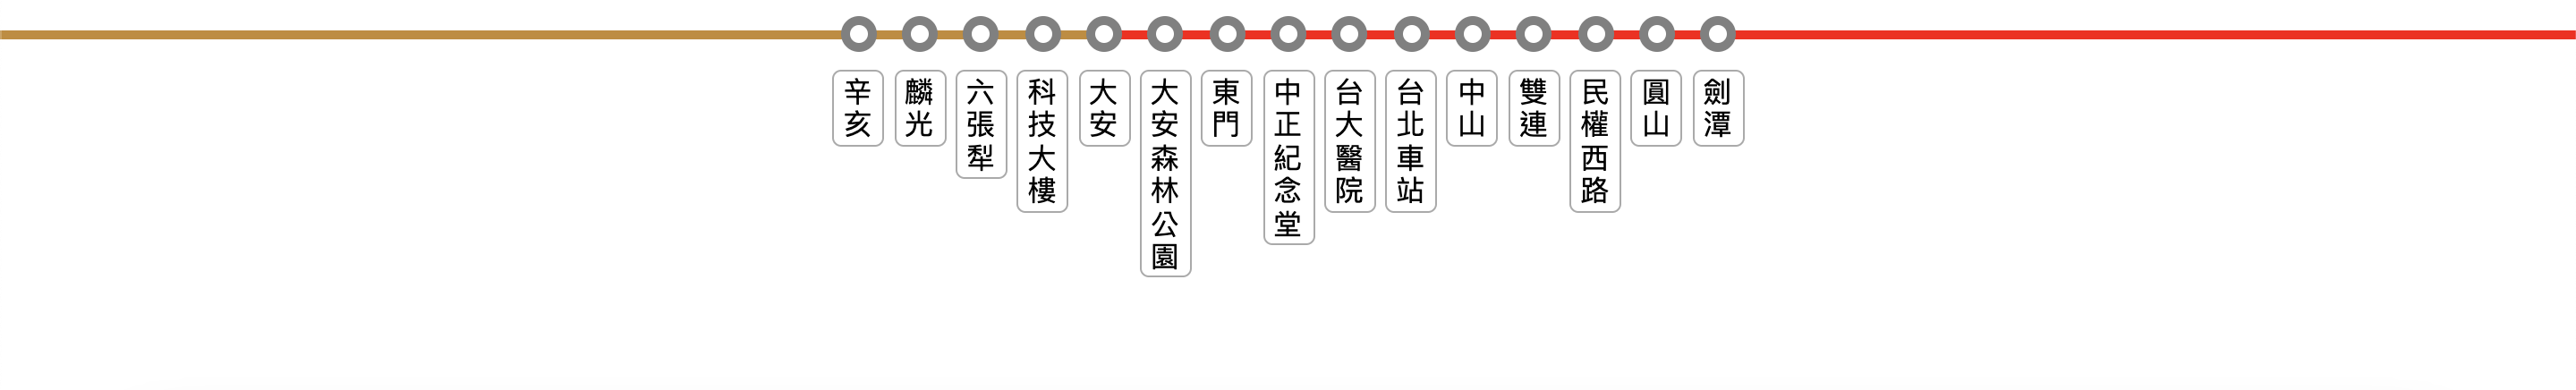 辛亥
麟光
六張犁
科技大樓
大安
大安森林公園
東門
中正紀念堂
台大醫院
台北車站
中山
雙連
民權西路
圓山
劍潭